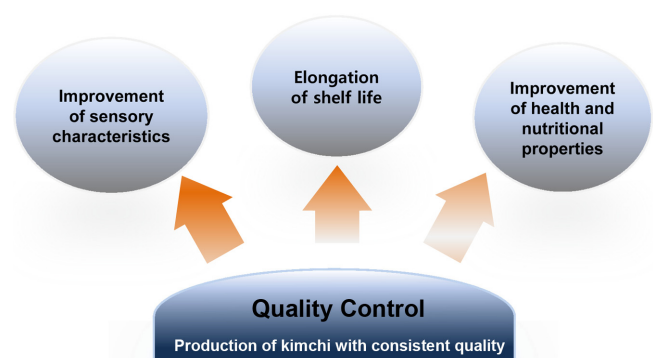 Improvement
of sensory
characteristics
Elongation
of shelf life
Improvement
of health and
nutritional
properties
Quality Control
Production of kimchi with consistent quality